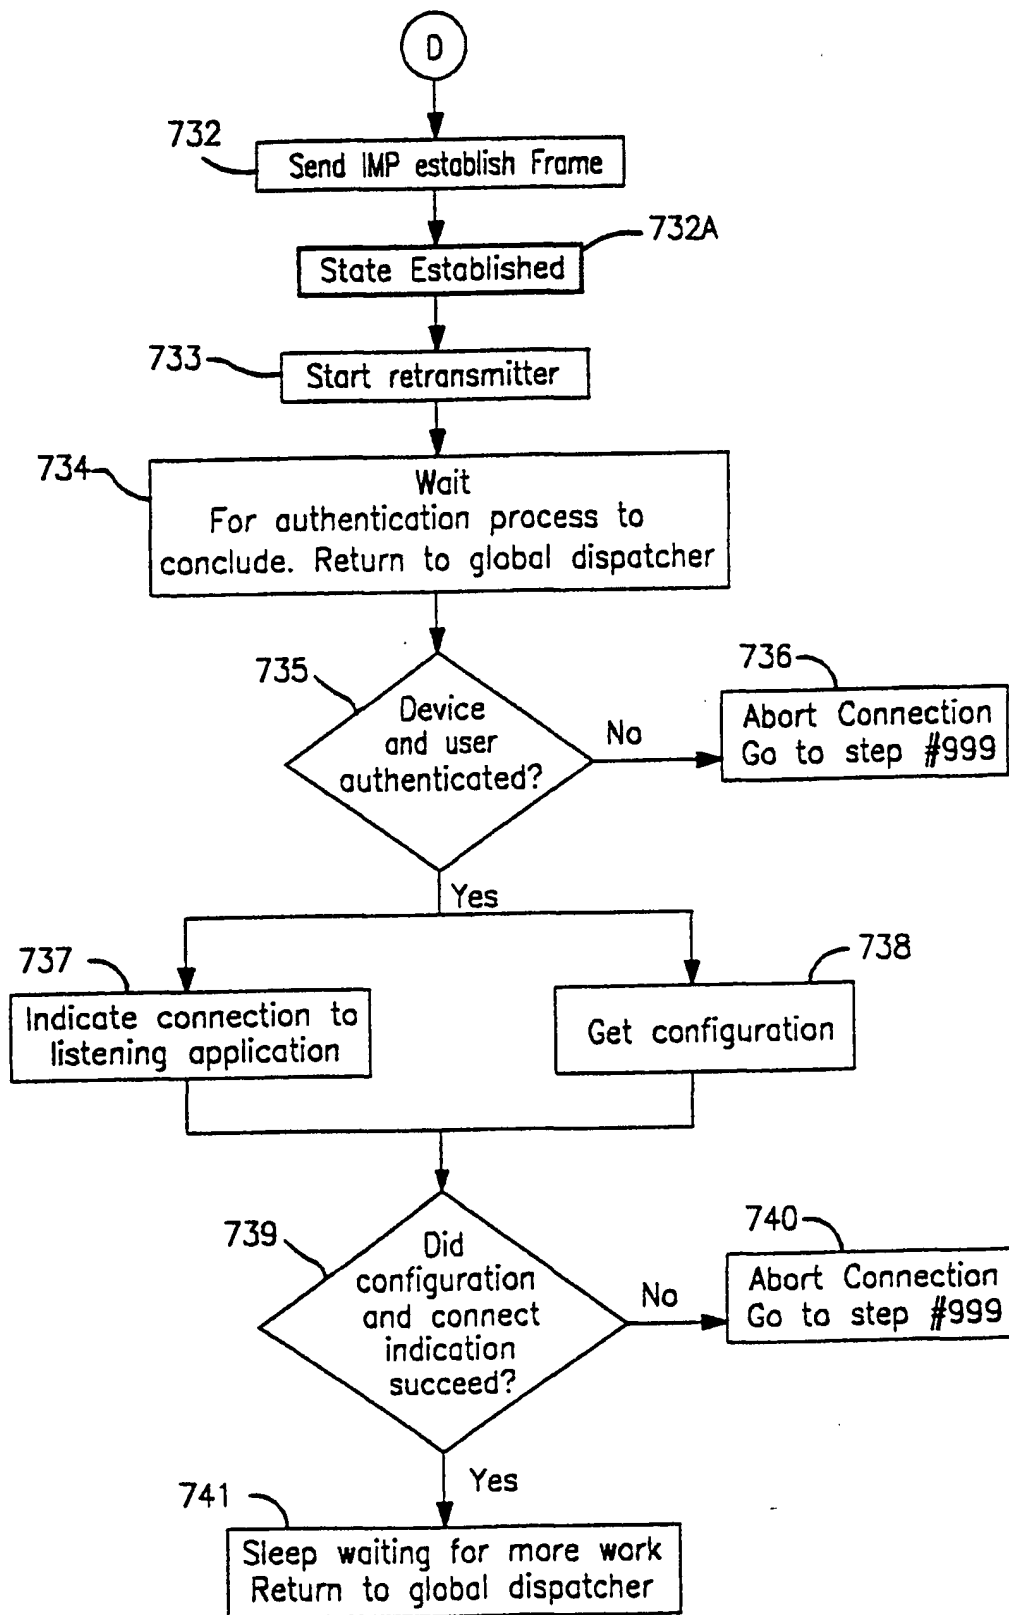 D
732
Send IMP establish Frame
732A
State Established
733
Start retransmitter
734
Wait
For authentication process to
conclude. Return to global dispatcher
735
Device
and user
authenticated?
No
736
Abort Connection
Go to step #999
Yes
737
Indicate connection to
listening application
738
Get configuration
739
Did
configuration
and connect
indication
succeed?
No
740
Abort Connection
Go to step #999
Yes
741
Sleep waiting for more work
Return to global dispatcher